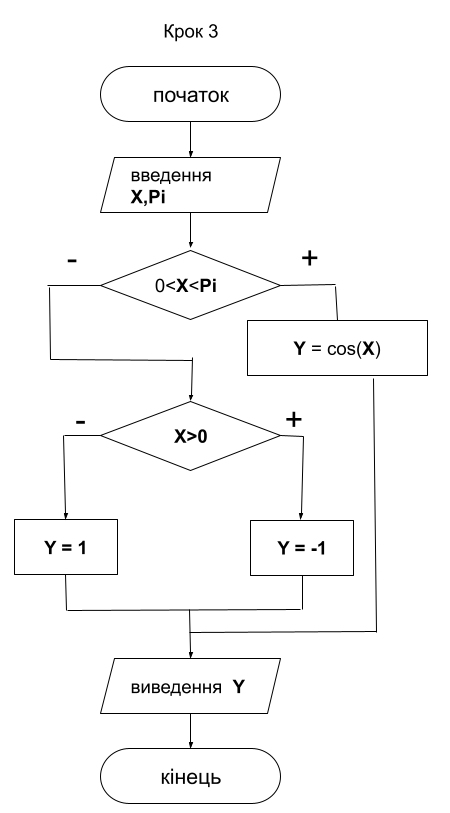 Крок 3
початок
введення
X,Pi
-
+
0<X<Pi
Y = cos(X)
-
+
X>0
Y = 1
Y = -1
виведення Y
кінець